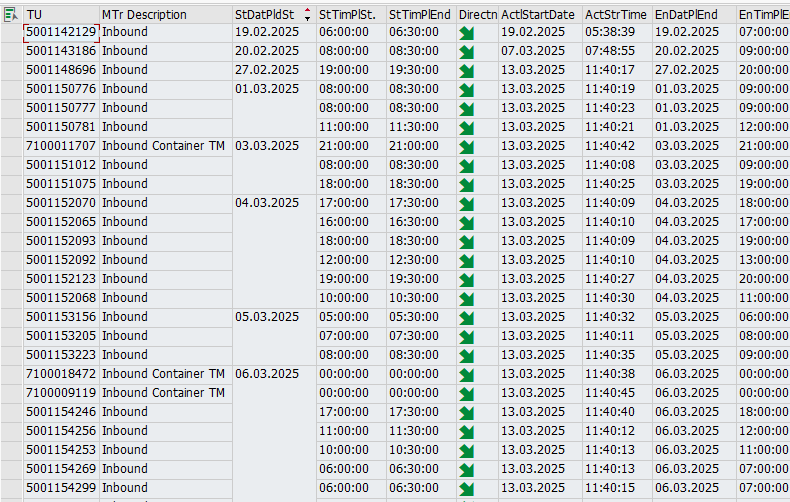 TU MTr Description StDatPldSt StTimPlSt. StTimPlEnd Directn ActlStartDate ActStrTime EnDatPlEnd EnTimPlE
5001142129 Inbound 19.02.2025 06:00:00 06:30:00 19.02.2025 05:38:39 19.02.2025 07:00:00
5001143186 Inbound 20.02.2025 08:00:00 08:30:00 07.03.2025 07:48:55 20.02.2025 09:00:00
5001148696 Inbound 27.02.2025 19:00:00 19:30:00 13.03.2025 11:40:17 27.02.2025 20:00:00
5001150776 Inbound 01.03.2025 08:00:00 08:30:00 13.03.2025 11:40:19 01.03.2025 09:00:00
5001150777 Inbound 08:00:00 08:30:00 13.03.2025 11:40:23 01.03.2025 09:00:00
5001150781 Inbound 11:00:00 11:30:00 13.03.2025 11:40:21 01.03.2025 12:00:00
7100011707 Inbound Container TM 03.03.2025 21:00:00 21:00:00 13.03.2025 11:40:42 03.03.2025 21:00:00
5001151012 Inbound 08:00:00 08:30:00 13.03.2025 11:40:08 03.03.2025 09:00:00
5001151075 Inbound 18:00:00 18:30:00 13.03.2025 11:40:25 03.03.2025 19:00:00
5001152070 Inbound 04.03.2025 17:00:00 17:30:00 13.03.2025 11:40:09 04.03.2025 18:00:00
5001152065 Inbound 16:00:00 16:30:00 13.03.2025 11:40:10 04.03.2025 17:00:00
5001152093 Inbound 18:00:00 18:30:00 13.03.2025 11:40:09 04.03.2025 19:00:00
5001152092 Inbound 12:00:00 12:30:00 13.03.2025 11:40:10 04.03.2025 13:00:00
5001152123 Inbound 19:00:00 19:30:00 13.03.2025 11:40:27 04.03.2025 20:00:00
5001152068 Inbound 10:00:00 10:30:00 13.03.2025 11:40:30 04.03.2025 11:00:00
5001153156 Inbound 05.03.2025 05:00:00 05:30:00 13.03.2025 11:40:32 05.03.2025 06:00:00
5001153205 Inbound 07:00:00 07:30:00 13.03.2025 11:40:11 05.03.2025 08:00:00
5001153223 Inbound 08:00:00 08:30:00 13.03.2025 11:40:35 05.03.2025 09:00:00
7100018472 Inbound Container TM 06.03.2025 00:00:00 00:00:00 13.03.2025 11:40:38 06.03.2025 00:00:00
7100009119 Inbound Container TM 00:00:00 00:00:00 13.03.2025 11:40:45 06.03.2025 00:00:00
5001154246 Inbound 17:00:00 17:30:00 13.03.2025 11:40:40 06.03.2025 18:00:00
5001154256 Inbound 11:00:00 11:30:00 13.03.2025 11:40:12 06.03.2025 12:00:00
5001154253 Inbound 10:00:00 10:30:00 13.03.2025 11:40:13 06.03.2025 11:00:00
5001154269 Inbound 06:00:00 06:30:00 13.03.2025 11:40:13 06.03.2025 07:00:00
5001154299 Inbound 06:00:00 06:30:00 13.03.2025 11:40:15 06.03.2025 07:00:00